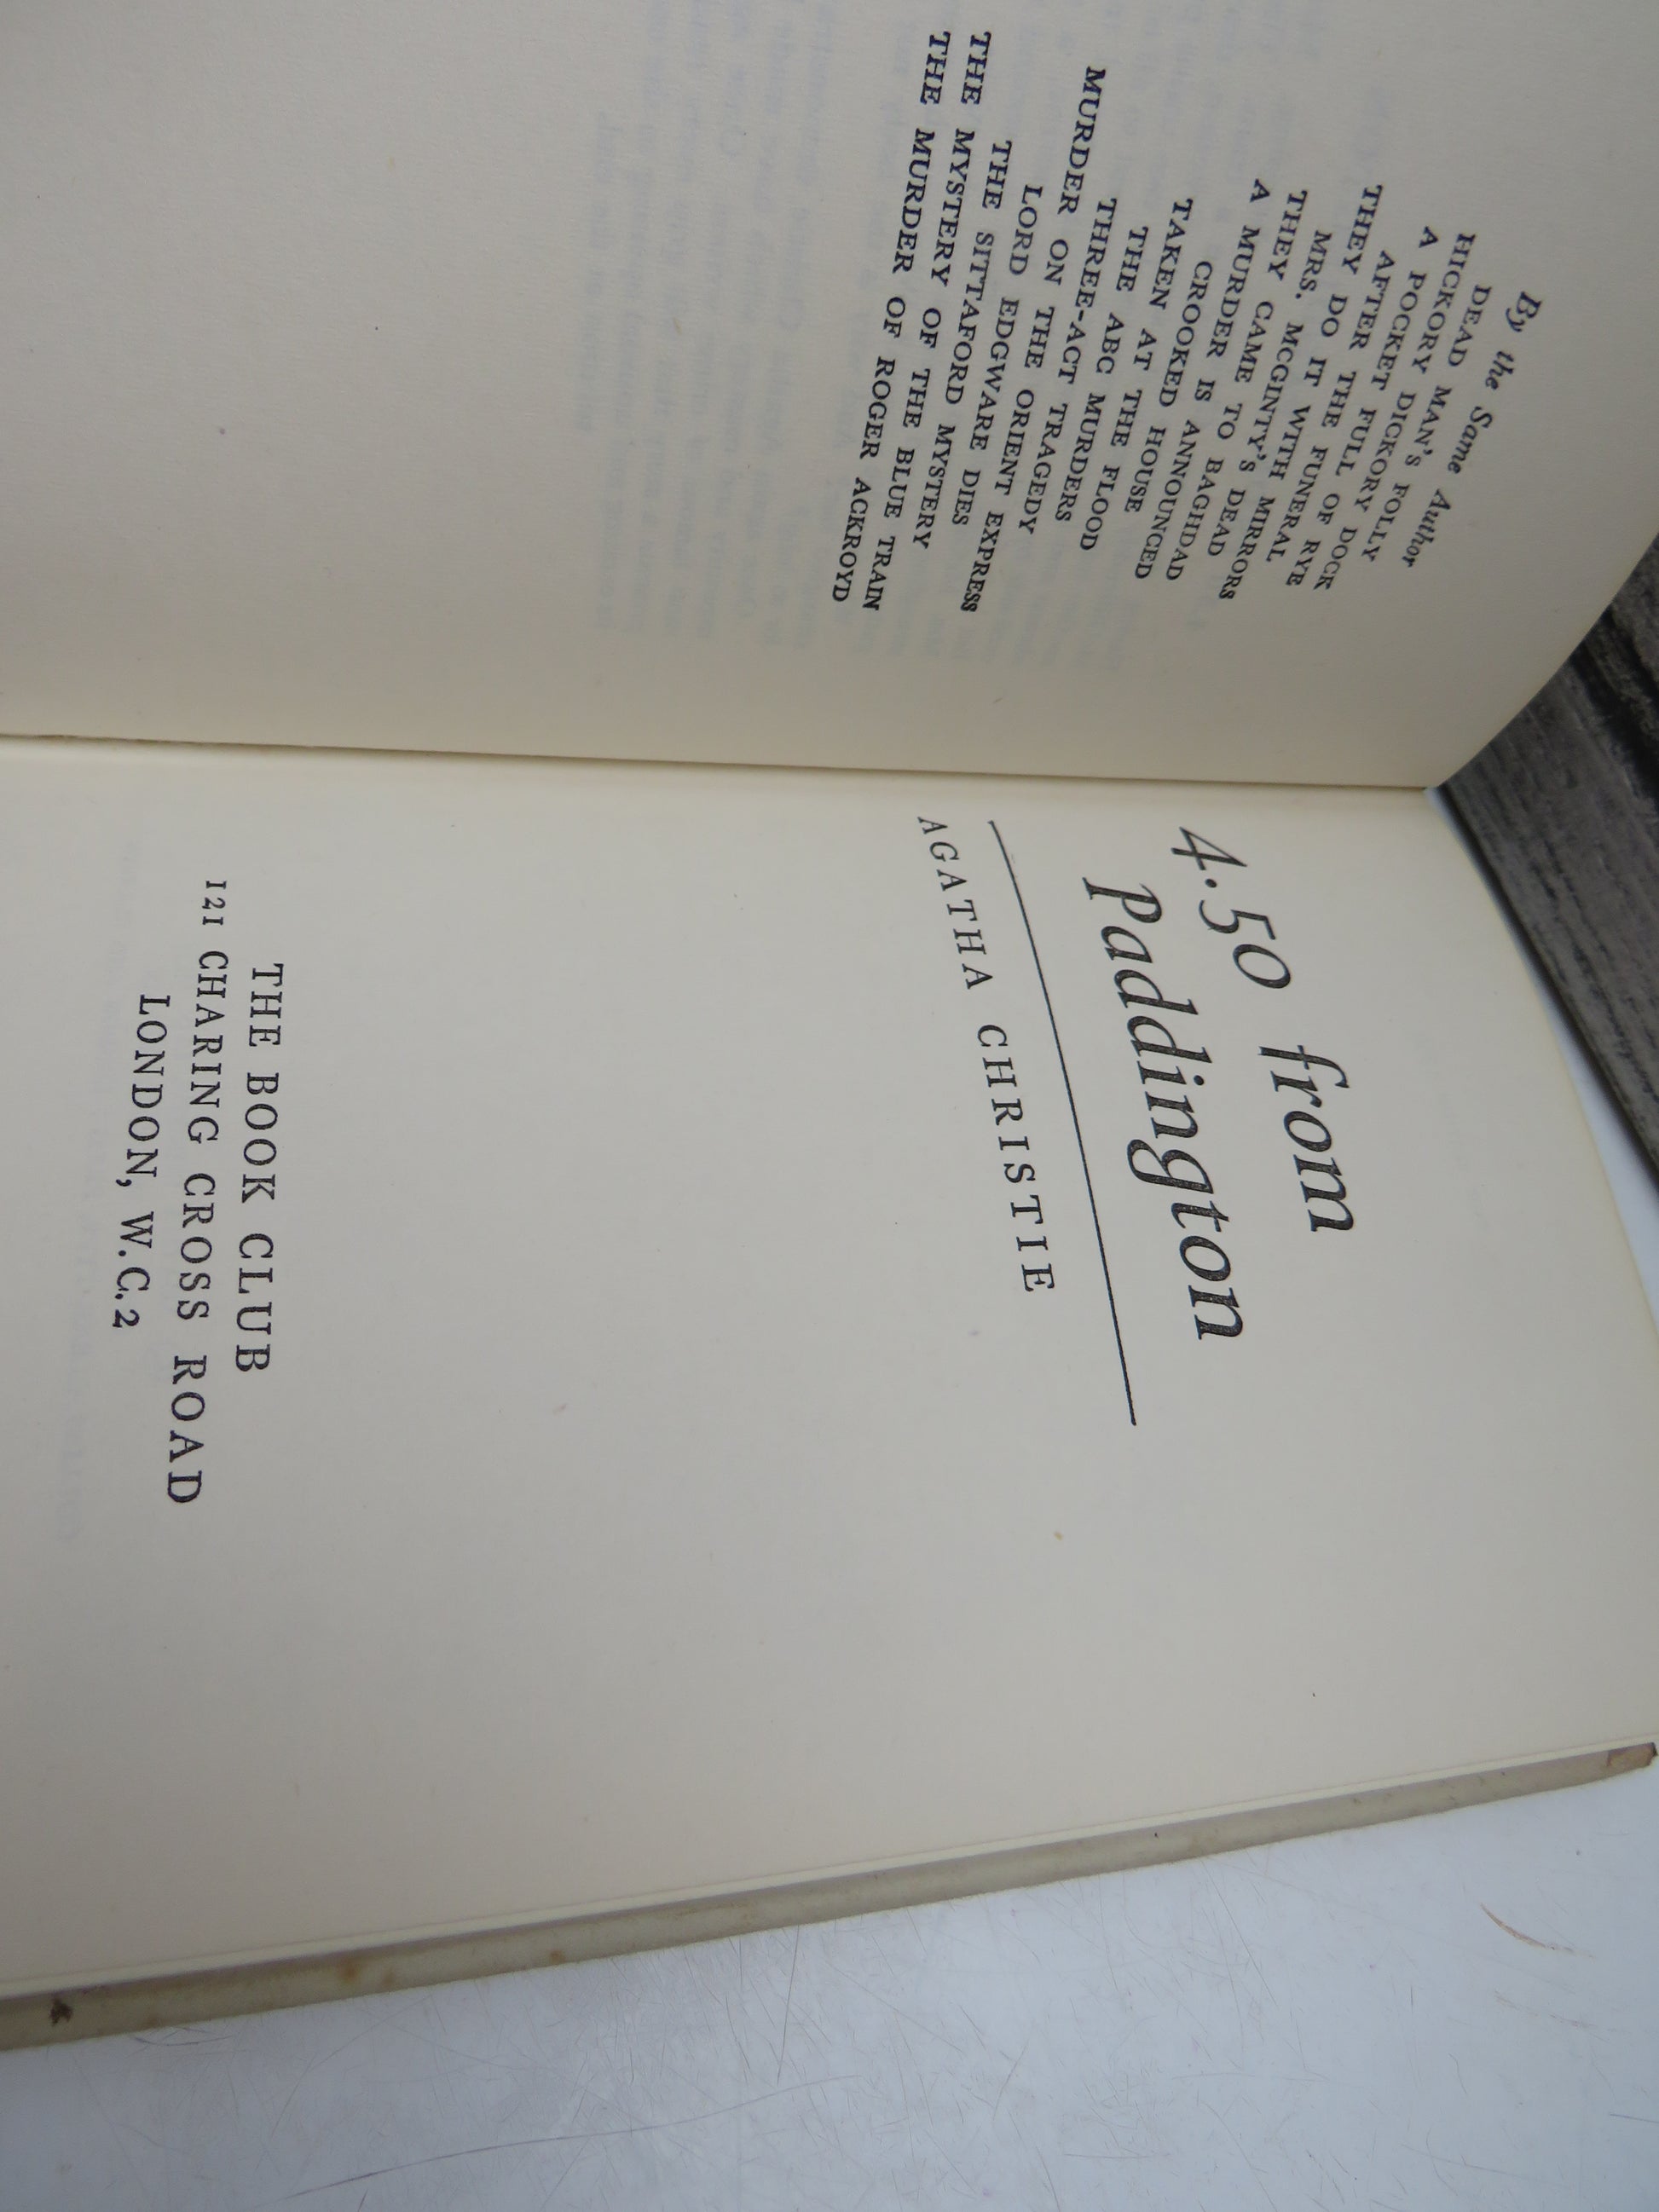 By the Same Author
DEAD MAN'S FOLLY
HICKORY DICKORY DOCK
A POCKET FULL OF RYE
AFTER THE FUNERAL
THEY DO IT WITH MIRRORS
MRS. MCGINTY'S DEAD
THEY CAME TO BAGHDAD
A MURDER IS ANNOUNCED
CROOKED HOUSE
TAKEN AT THE FLOOD
THE ABC MURDERS
THREE-ACT TRAGEDY
MURDER ON THE ORIENT EXPRESS
LORD EDGWARE DIES
THE SITTAFORD MYSTERY
THE MYSTERY OF THE BLUE TRAIN
THE MURDER OF ROGER ACKROYD
4.50 from
Paddington
AGATHA CHRISTIE
THE BOOK CLUB
121 CHARING CROSS ROAD
LONDON, W.C.2